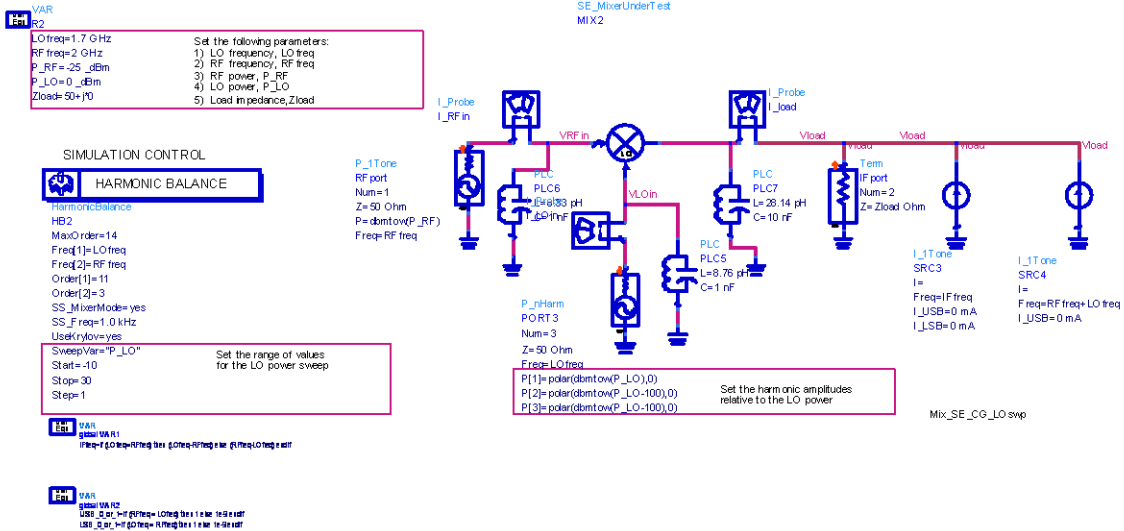 VAR
R2
LOfreq=1.7 GHz
RFfreq=2 GHz
P_RF=-25 _dBm
P_LO=0 _dBm
Zload=50+j*0
Set the following parameters:
1) LO frequency, LOfreq
2) RF frequency, RFfreq
3) RF power, P_RF
4) LO power, P_LO
5) Load impedance,Zload
SE_MixerUnderTest
MIX2
I_Probe
I_RFin
VRFin
LO
I_Probe
I_load
Vload
Vload
Vload
Vload
Vload
SIMULATION CONTROL
HARMONIC BALANCE
HarmonicBalance
HB2
MaxOrder=14
Freq[1]=LOfreq
Freq[2]=RFfreq
Order[1]=11
Order[2]=3
SS_MixerMode=yes
SS_Freq=1.0 kHz
UseKrylov=yes
SweepVar="P_LO"
Start=-10
Stop=30
Step=1
Set the range of values
for the LO power sweep
P_1Tone
RFport
Num=1
Z=50 Ohm
P=dbmtow(P_RF)
Freq=RFfreq
PLC
PLC6
VLOin
PLC
PLC5
L=8.76 pH
C=1 nF
PLC
PLC7
L=28.14 pH
C=10 nF
Term
IFport
Num=2
Z=Zload Ohm
I_1Tone
SRC3
I=
Freq=IFfreq
I_USB=0 mA
I_LSB=0 mA
I_1Tone
SRC4
I=
Freq=RFfreq+LOfreq
I_USB=0 mA
P_nHarm
PORT3
Num=3
Z=50 Ohm
Freq=LOfreq
P[1]=polar(dbmtow(P_LO),0)
P[2]=polar(dbmtow(P_LO-100),0)
P[3]=polar(dbmtow(P_LO-100),0)
Set the harmonic amplitudes
relative to the LO power
Mix_SE_CG_LOswp
VAR
global VAR1
VAR
global VAR2